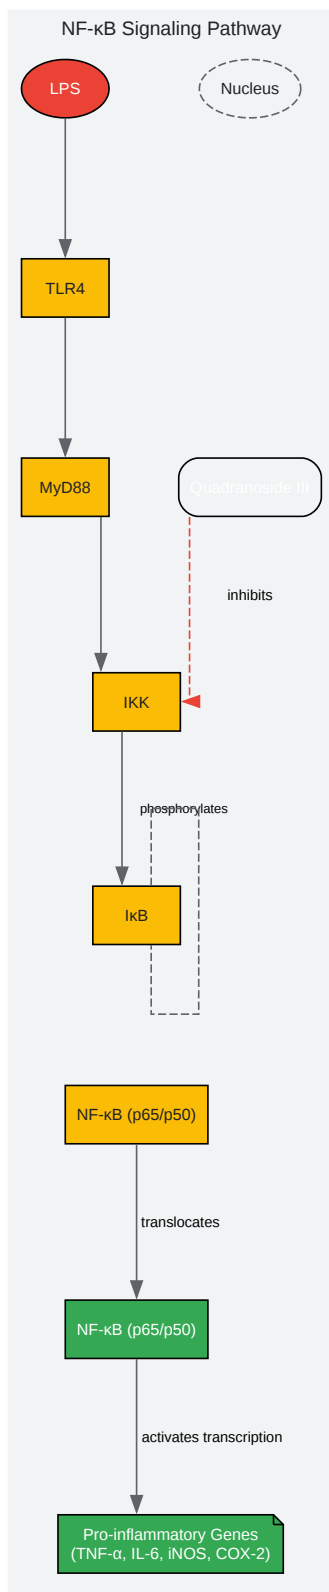 NF-κB Signaling Pathway
LPS
Nucleus
TLR4
MyD88
Quadranoside III
inhibits
IKK
phosphorylates
IκB
NF-κB (p65/p50)
translocates
NF-κB (p65/p50)
activates transcription
Pro-inflammatory Genes
(TNF-α, IL-6, iNOS, COX-2)